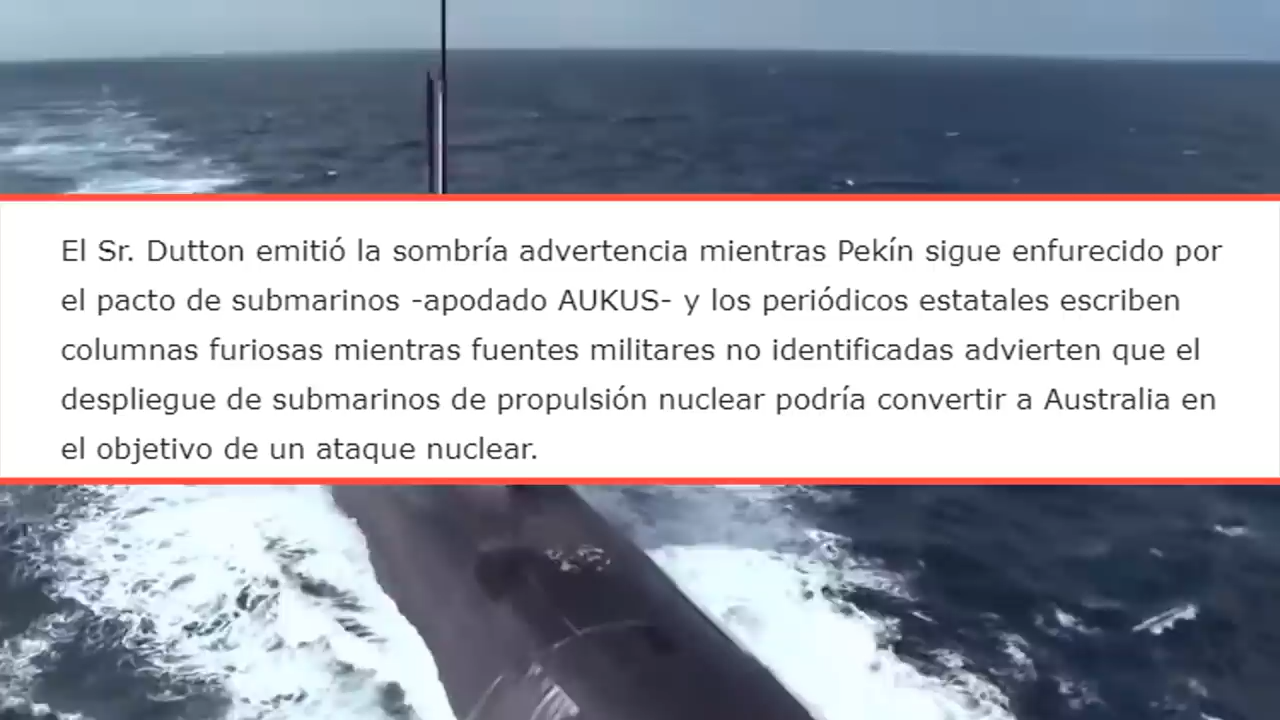 El Sr. Dutton emitió la sombría advertencia mientras Pekín sigue enfurecido por
el pacto de submarinos -apodado AUKUS- y los periódicos estatales escriben
columnas furiosas mientras fuentes militares no identificadas advierten que el
despliegue de submarinos de propulsión nuclear podría convertir a Australia en
el objetivo de un ataque nuclear.